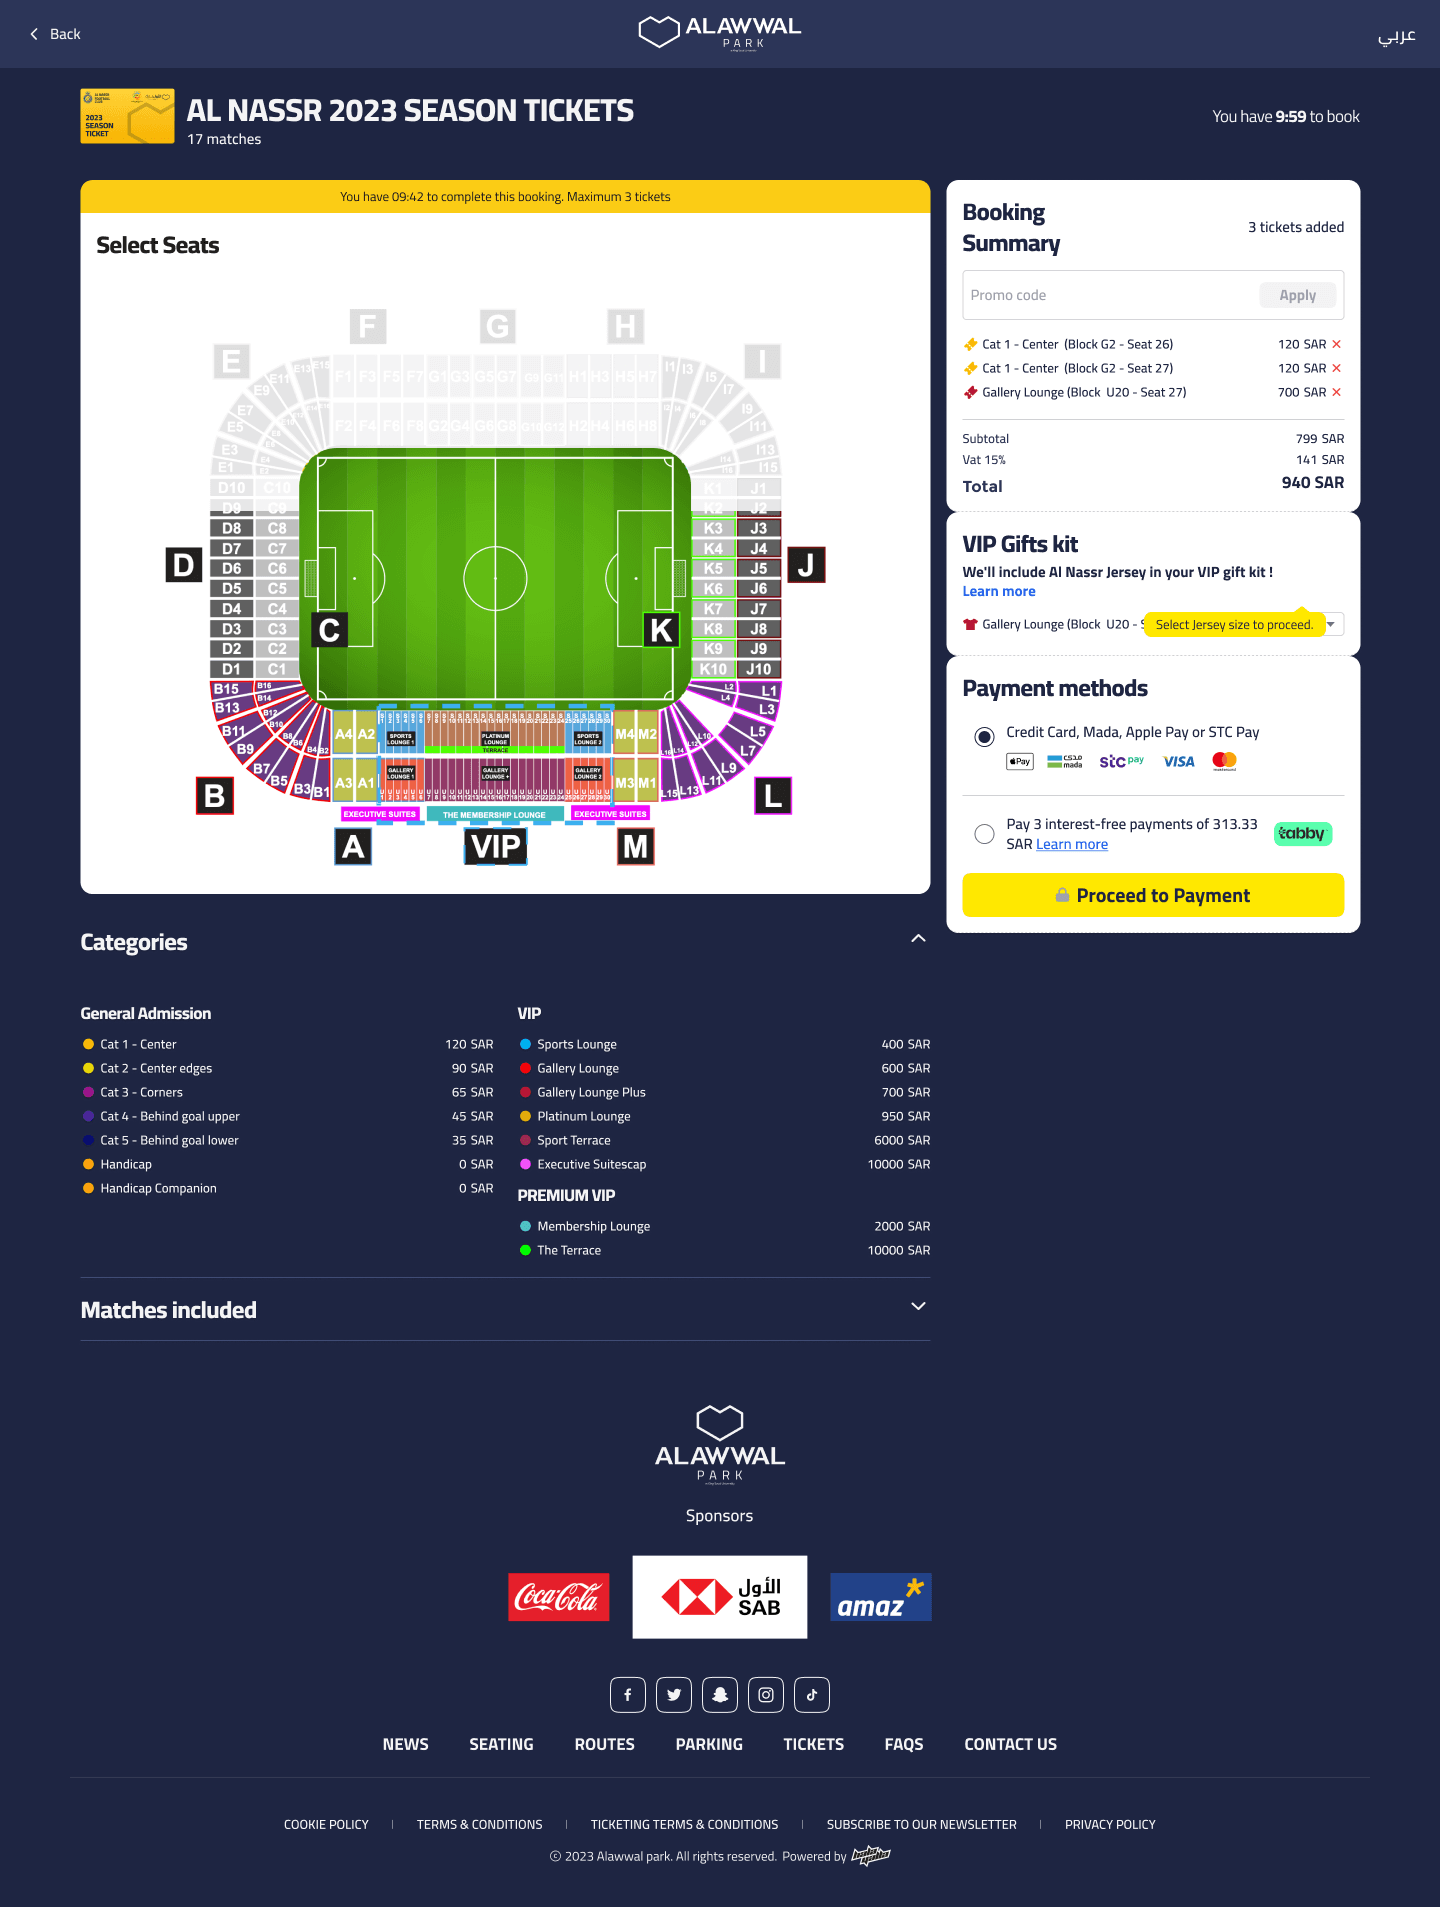 Back
ALAWWAL
PARK
عربي
2023
SEASON
TICKET
AL NASSR 2023 SEASON TICKETS
17 matches
You have 9:59 to book
You have 09:42 to complete this booking. Maximum 3 tickets
Select Seats
F
G
H
E
I
E13 E15 F1 F3 F5 F7 G1 G3 G5 G7 G9 G11 H1 H3 H5 H7 I1 I3
E11 I5
E9 I7
E7 I9
E5 I11
F2 F4 F6 F8 G2 G4 G6 G8 G10 G12 H2 H4 H6 H8
E3 I13
E1 I15
D10 C10 K1 J1
D9 C9 K2 J2
D8 C8 K3 J3
D7 C7 K4 J4
D6 C6 K5 J5
D5 C5 K6 J6
D4 C4 K7 J7
D3 C3 K8 J8
D2 C2 K9 J9
D1 C1 K10 J10
D
J
C
K
B15 B16 L2 L1
B13 B14 L4 L3
B11 B12 L5
B9 B10 B8 B6 B4 B2 L16 L14 L12 L10 L7
B7 L9
B5 L11
B3 B1 L15 L13
A4 A2 SPORTS LOUNGE 1 PLATINUM LOUNGE SPORTS LOUNGE 2 M4 M2
TERRACE
A3 A1 GALLERY LOUNGE 1 GALLERY LOUNGE + GALLERY LOUNGE 2 M3 M1
EXECUTIVE SUITES THE MEMBERSHIP LOUNGE EXECUTIVE SUITES
B
L
A
VIP
M
Booking
Summary
3 tickets added
Promo code
Apply
Cat 1 - Center (Block G2 - Seat 26) 120 SAR
Cat 1 - Center (Block G2 - Seat 27) 120 SAR
Gallery Lounge (Block U20 - Seat 27) 700 SAR
Subtotal 799 SAR
Vat 15% 141 SAR
Total 940 SAR
VIP Gifts kit
We'll include Al Nassr Jersey in your VIP gift kit !
Learn more
Gallery Lounge (Block U20 - S
Select Jersey size to proceed.
Payment methods
Credit Card, Mada, Apple Pay or STC Pay
Pay
مدى
mada
stc pay
VISA
mastercard
Pay 3 interest-free payments of 313.33
SAR Learn more
tabby
Proceed to Payment
Categories
General Admission
Cat 1 - Center 120 SAR
Cat 2 - Center edges 90 SAR
Cat 3 - Corners 65 SAR
Cat 4 - Behind goal upper 45 SAR
Cat 5 - Behind goal lower 35 SAR
Handicap 0 SAR
Handicap Companion 0 SAR
VIP
Sports Lounge 400 SAR
Gallery Lounge 600 SAR
Gallery Lounge Plus 700 SAR
Platinum Lounge 950 SAR
Sport Terrace 6000 SAR
Executive Suitescap 10000 SAR
PREMIUM VIP
Membership Lounge 2000 SAR
The Terrace 10000 SAR
Matches included
ALAWWAL
PARK
Sponsors
Coca-Cola
الأول
SAB
amaz
NEWS
SEATING
ROUTES
PARKING
TICKETS
FAQS
CONTACT US
COOKIE POLICY
TERMS & CONDITIONS
TICKETING TERMS & CONDITIONS
SUBSCRIBE TO OUR NEWSLETTER
PRIVACY POLICY
© 2023 Alawwal park. All rights reserved. Powered by